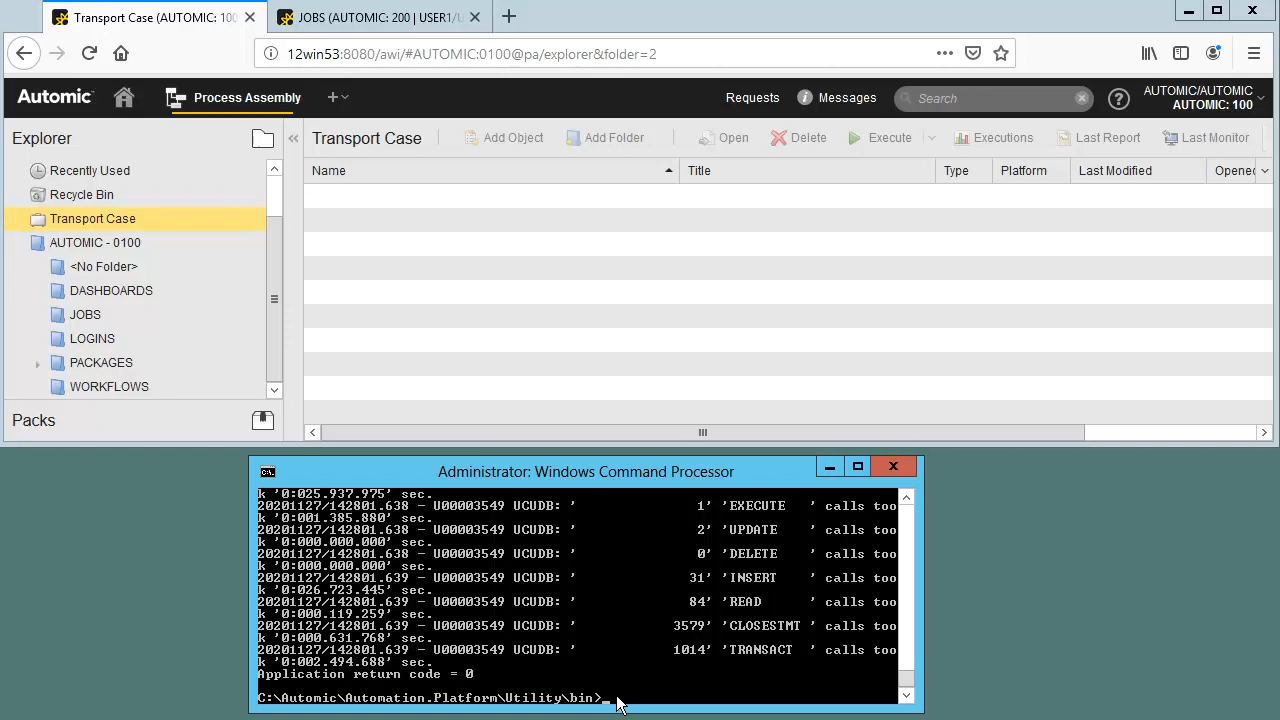 Transport Case (AUTOMIC: 100
JOBS (AUTOMIC: 200 | USER1/U
12win53:8080/awi/#AUTOMIC:0100@pa/explorer&folder=2
Automic
Process Assembly
Requests
Messages
Search
AUTOMIC/AUTOMIC
AUTOMIC: 100
Explorer
Transport Case
Add Object
Add Folder
Open
Delete
Execute
Executions
Last Report
Last Monitor
Name
Title
Type
Platform
Last Modified
Opened
Recently Used
Recycle Bin
Transport Case
AUTOMIC - 0100
<No Folder>
DASHBOARDS
JOBS
LOGINS
PACKAGES
WORKFLOWS
Packs
Administrator: Windows Command Processor
k '0:025.937.975' sec.
20201127/142801.638 - U00003549 UCUDB: ' 1' 'EXECUTE ' calls too
k '0:001.385.880' sec.
20201127/142801.638 - U00003549 UCUDB: ' 2' 'UPDATE ' calls too
k '0:000.000.000' sec.
20201127/142801.638 - U00003549 UCUDB: ' 0' 'DELETE ' calls too
k '0:000.000.000' sec.
20201127/142801.639 - U00003549 UCUDB: ' 31' 'INSERT ' calls too
k '0:026.723.445' sec.
20201127/142801.639 - U00003549 UCUDB: ' 84' 'READ ' calls too
k '0:000.119.259' sec.
20201127/142801.639 - U00003549 UCUDB: ' 3579' 'CLOSESTMT ' calls too
k '0:000.631.768' sec.
20201127/142801.639 - U00003549 UCUDB: ' 1014' 'TRANSACT ' calls too
k '0:002.494.688' sec.
Application return code = 0
C:\Automic\Automation.Platform\Utility\bin>_